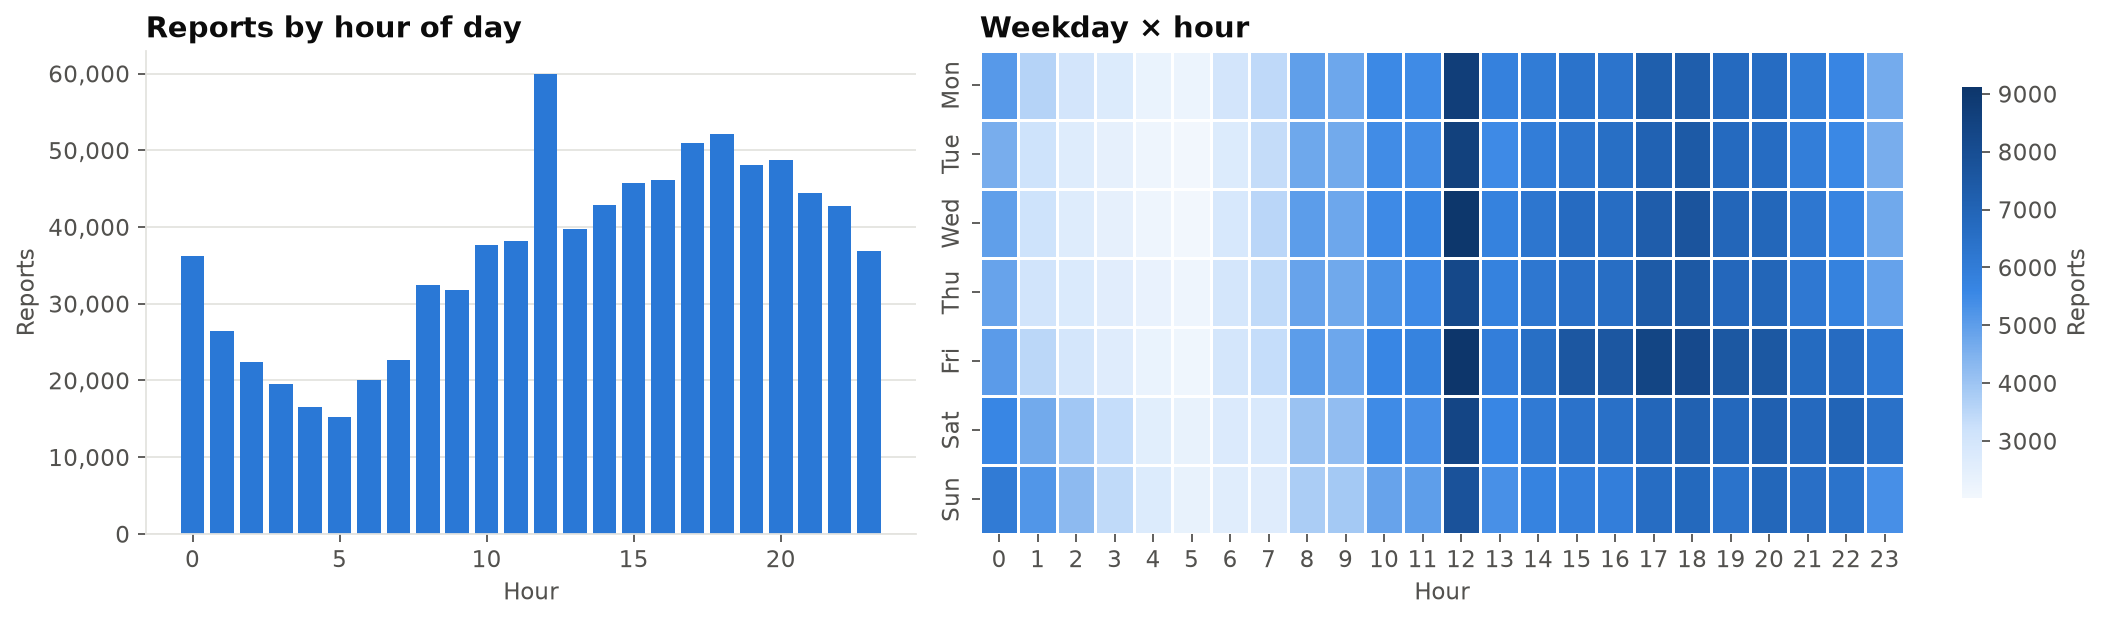 Reports by hour of day
60,000
50,000
40,000
30,000
20,000
10,000
0
Reports
0 5 10 15 20
Hour
Weekday × hour
Mon
Tue
Wed
Thu
Fri
Sat
Sun
0 1 2 3 4 5 6 7 8 9 10 11 12 13 14 15 16 17 18 19 20 21 22 23
Hour
9000
8000
7000
6000
5000
4000
3000
Reports